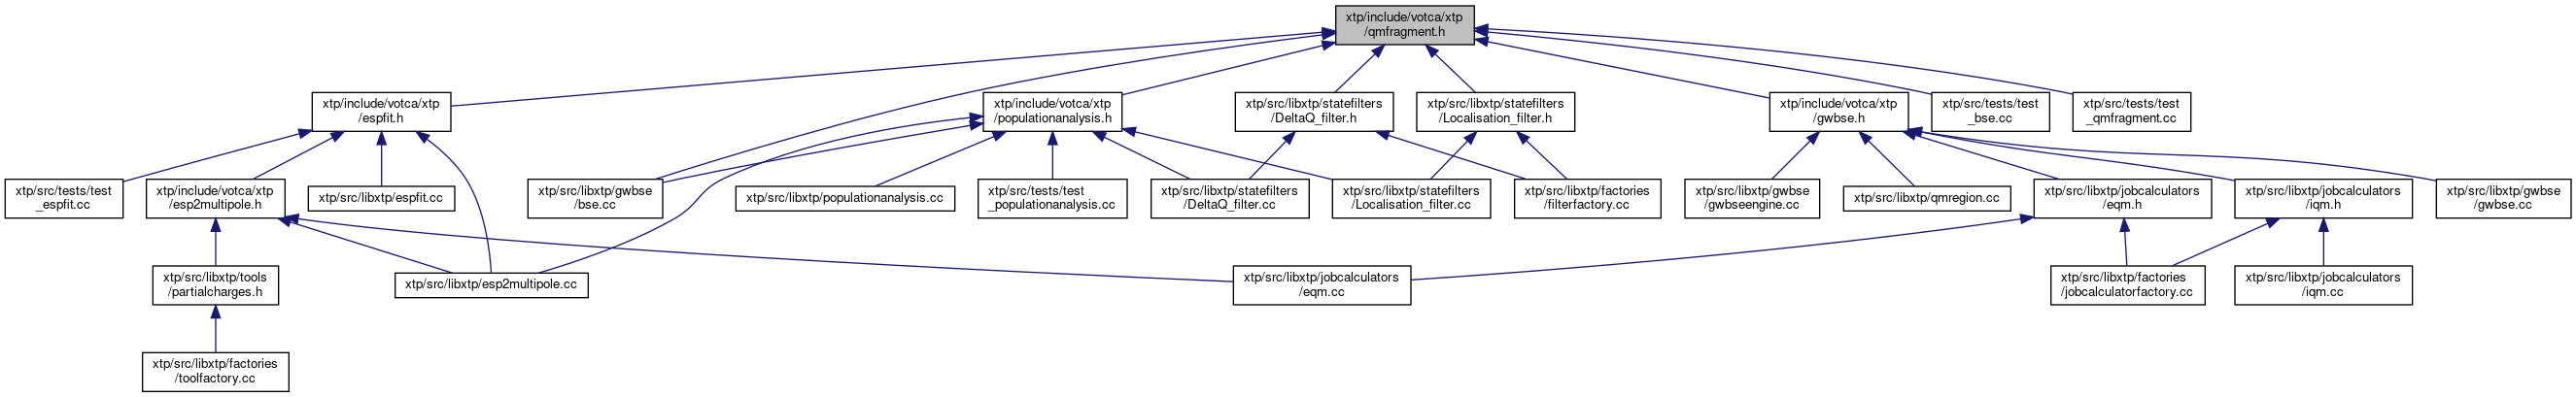 xtp/include/votca/xtp
/qmfragment.h
xtp/include/votca/xtp
/espfit.h
xtp/include/votca/xtp
/populationanalysis.h
xtp/src/libxtp/statefilters
/DeltaQ_filter.h
xtp/src/libxtp/statefilters
/Localisation_filter.h
xtp/include/votca/xtp
/gwbse.h
xtp/src/tests/test
_bse.cc
xtp/src/tests/test
_qmfragment.cc
xtp/src/tests/test
_espfit.cc
xtp/include/votca/xtp
/esp2multipole.h
xtp/src/libxtp/espfit.cc
xtp/src/libxtp/gwbse
/bse.cc
xtp/src/libxtp/populationanalysis.cc
xtp/src/tests/test
_populationanalysis.cc
xtp/src/libxtp/statefilters
/DeltaQ_filter.cc
xtp/src/libxtp/statefilters
/Localisation_filter.cc
xtp/src/libxtp/factories
/filterfactory.cc
xtp/src/libxtp/gwbse
/gwbseengine.cc
xtp/src/libxtp/qmregion.cc
xtp/src/libxtp/jobcalculators
/eqm.h
xtp/src/libxtp/jobcalculators
/iqm.h
xtp/src/libxtp/gwbse
/gwbse.cc
xtp/src/libxtp/tools
/partialcharges.h
xtp/src/libxtp/esp2multipole.cc
xtp/src/libxtp/jobcalculators
/eqm.cc
xtp/src/libxtp/factories
/jobcalculatorfactory.cc
xtp/src/libxtp/jobcalculators
/iqm.cc
xtp/src/libxtp/factories
/toolfactory.cc